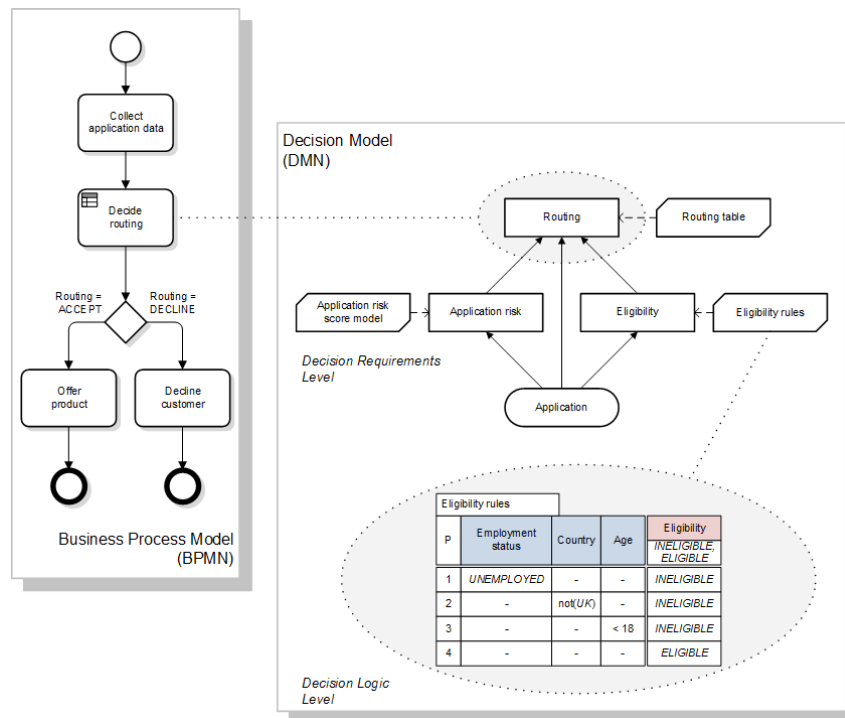 Collect
application data
Decide
routing
Routing =
ACCEPT
Routing =
DECLINE
Offer
product
Decline
customer
Business Process Model
(BPMN)
Decision Model
(DMN)
Routing
Routing table
Application risk
score model
Application risk
Eligibility
Eligibility rules
Decision Requirements
Level
Application
Eligibility rules
P Employment status Country Age Eligibility
INELIGIBLE,
ELIGIBLE
1 UNEMPLOYED - - INELIGIBLE
2 - not(UK) - INELIGIBLE
3 - - < 18 INELIGIBLE
4 - - - ELIGIBLE
Decision Logic
Level